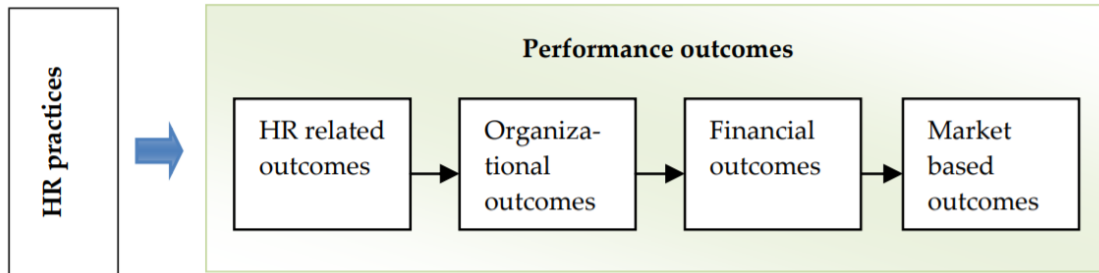 HR practices
Performance outcomes
HR related
outcomes
Organiza-
tional
outcomes
Financial
outcomes
Market
based
outcomes